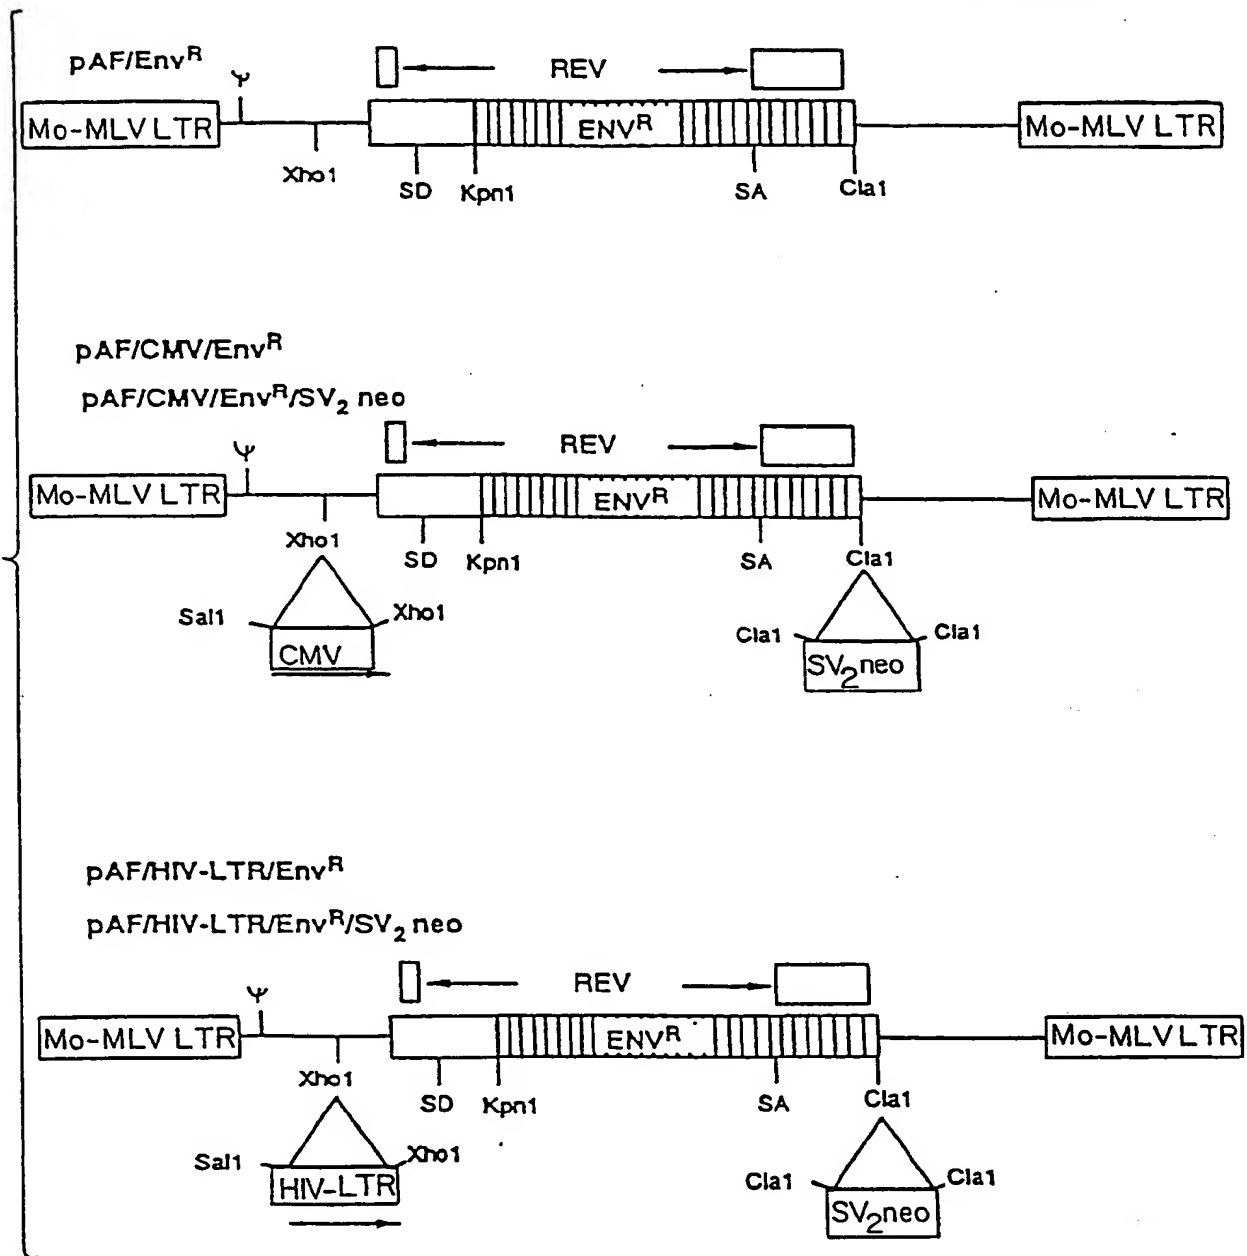 pAF/Env^R
REV
Ψ
Mo-MLV LTR
ENV^R
Mo-MLV LTR
Xho1
SD
Kpn1
SA
Cla1
pAF/CMV/Env^R
pAF/CMV/Env^R/SV₂ neo
REV
Ψ
Mo-MLV LTR
ENV^R
Mo-MLV LTR
Xho1
SD
Kpn1
SA
Cla1
Sal1
Xho1
CMV
Cla1
Cla1
SV₂neo
pAF/HIV-LTR/Env^R
pAF/HIV-LTR/Env^R/SV₂ neo
REV
Ψ
Mo-MLV LTR
ENV^R
Mo-MLV LTR
Xho1
SD
Kpn1
SA
Cla1
Sal1
Xho1
HIV-LTR
Cla1
Cla1
SV₂neo